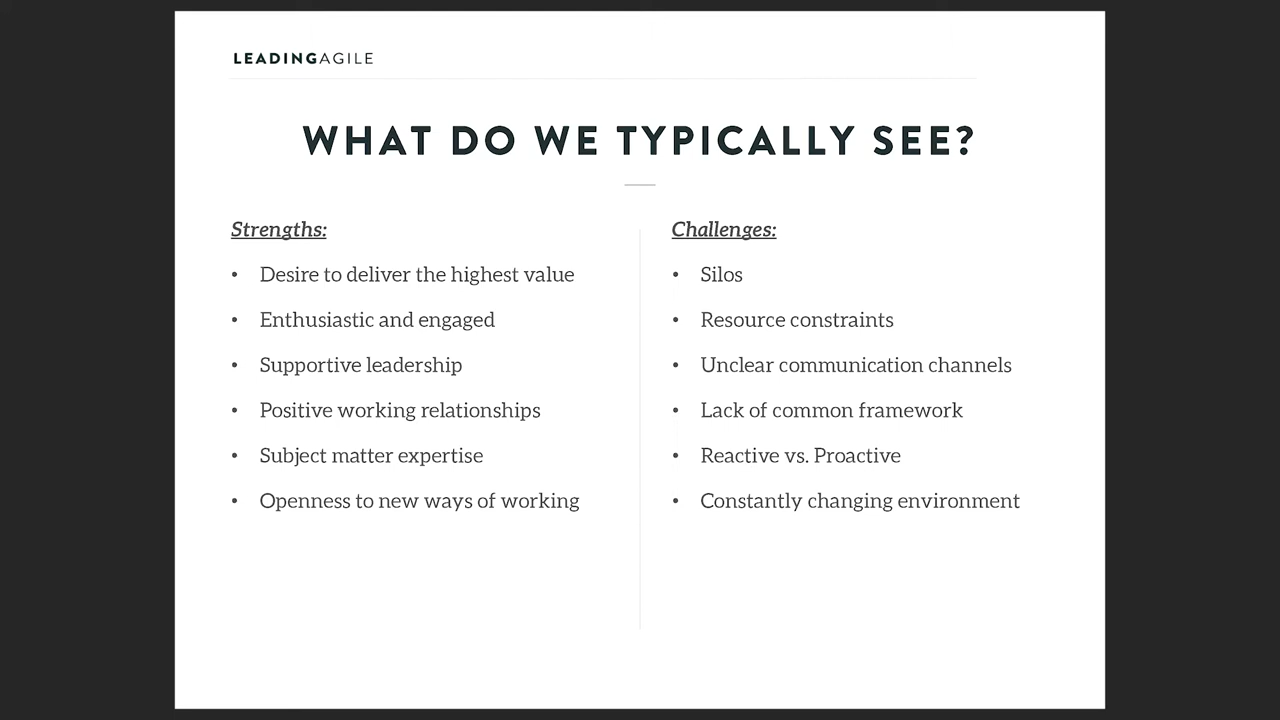 LEADINGAGILE
WHAT DO WE TYPICALLY SEE?
Strengths:
• Desire to deliver the highest value
• Enthusiastic and engaged
• Supportive leadership
• Positive working relationships
• Subject matter expertise
• Openness to new ways of working
Challenges:
• Silos
• Resource constraints
• Unclear communication channels
• Lack of common framework
• Reactive vs. Proactive
• Constantly changing environment